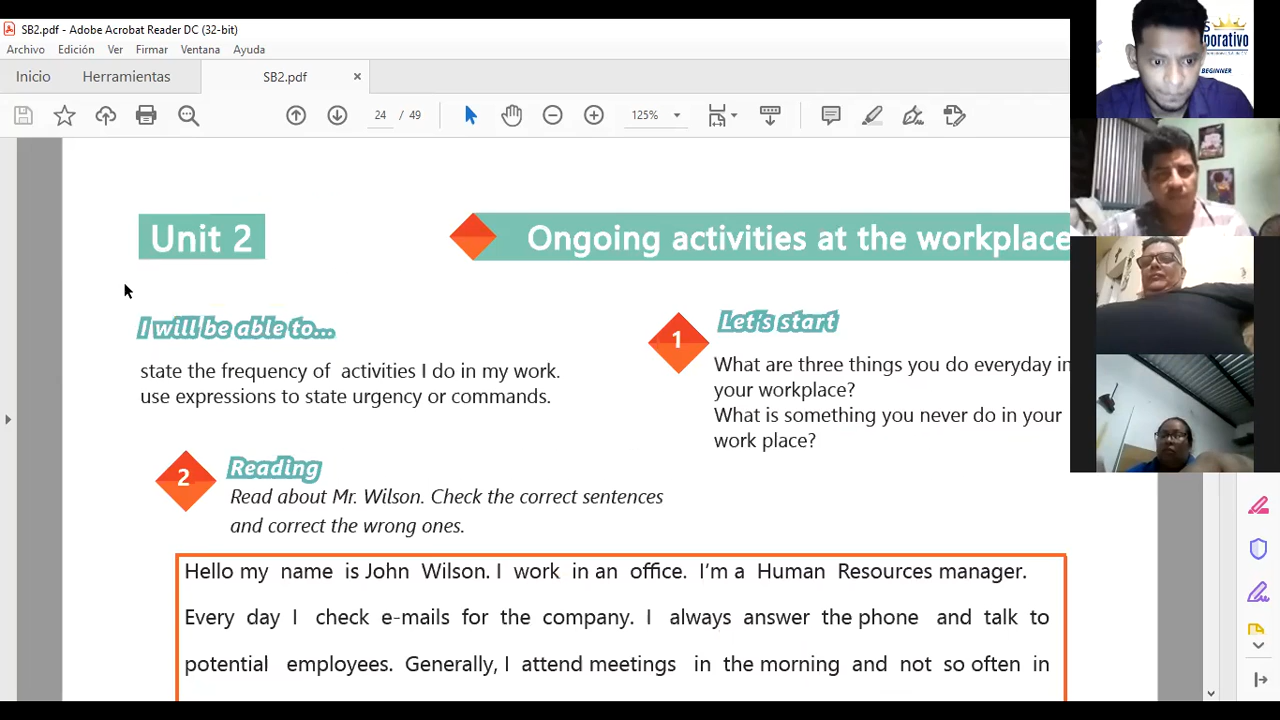 SB2.pdf - Adobe Acrobat Reader DC (32-bit)
Archivo Edición Ver Firmar Ventana Ayuda
Inicio Herramientas SB2.pdf ×
24 / 49 125%
Unit 2
Ongoing activities at the workplace
I will be able to...
state the frequency of activities I do in my work.
use expressions to state urgency or commands.
1
Let's start
What are three things you do everyday in
your workplace?
What is something you never do in your
work place?
2
Reading
Read about Mr. Wilson. Check the correct sentences
and correct the wrong ones.
Hello my name is John Wilson. I work in an office. I'm a Human Resources manager.
Every day I check e-mails for the company. I always answer the phone and talk to
potential employees. Generally, I attend meetings in the morning and not so often in
S
porativo
BEGINNER